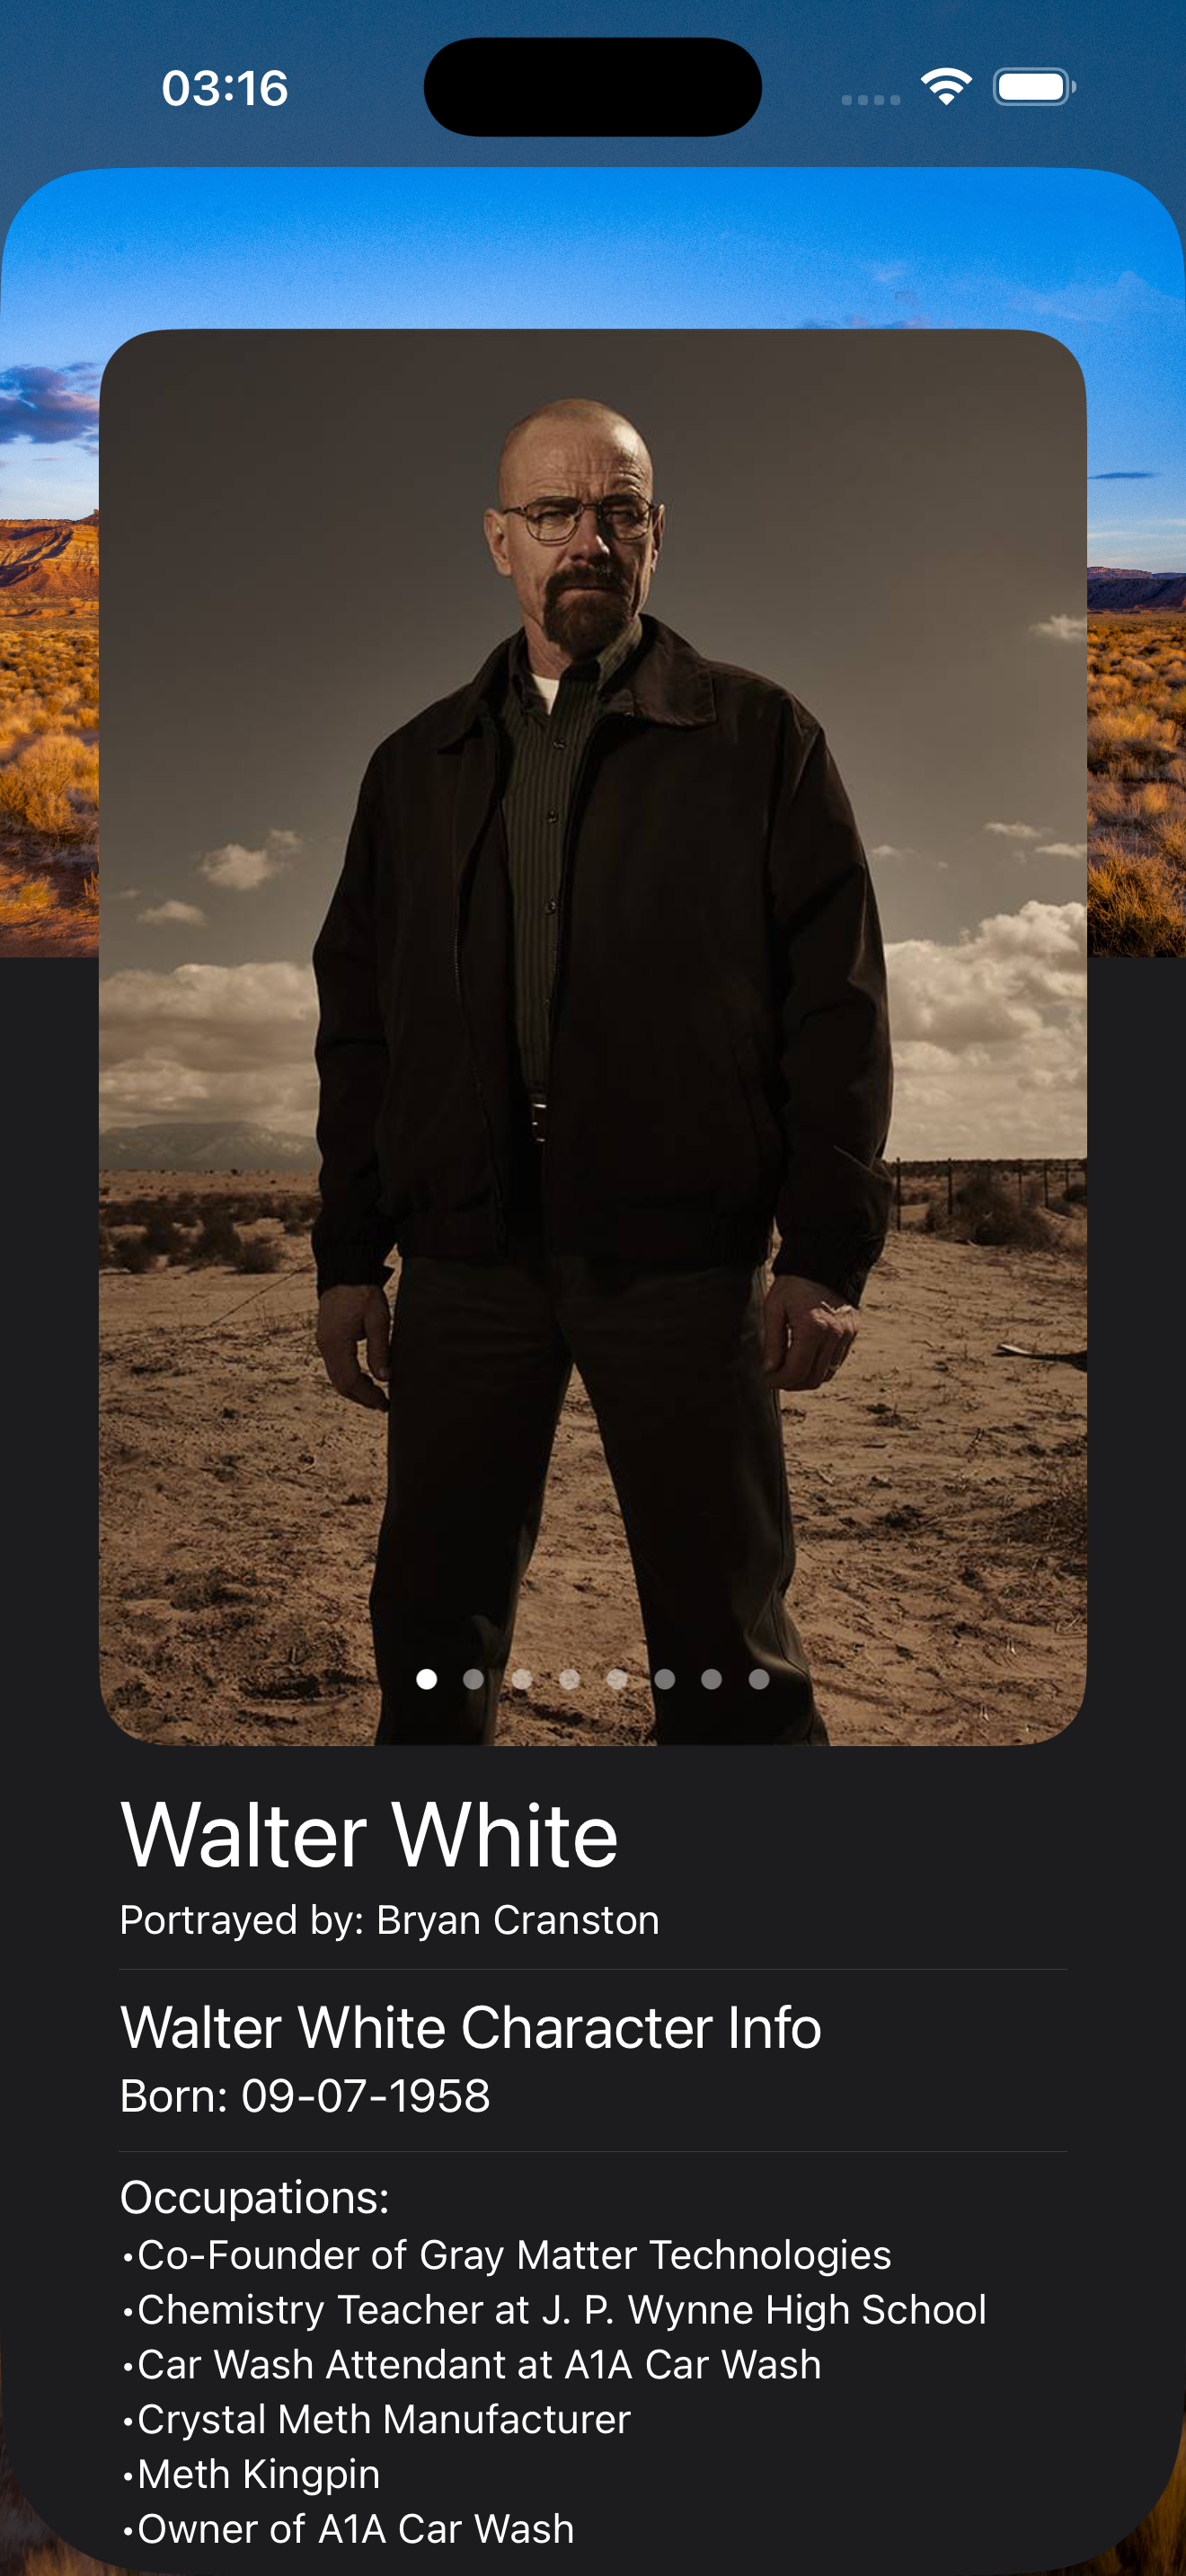 03:16
Walter White
Portrayed by: Bryan Cranston
Walter White Character Info
Born: 09-07-1958
Occupations:
•Co-Founder of Gray Matter Technologies
•Chemistry Teacher at J. P. Wynne High School
•Car Wash Attendant at A1A Car Wash
•Crystal Meth Manufacturer
•Meth Kingpin
•Owner of A1A Car Wash